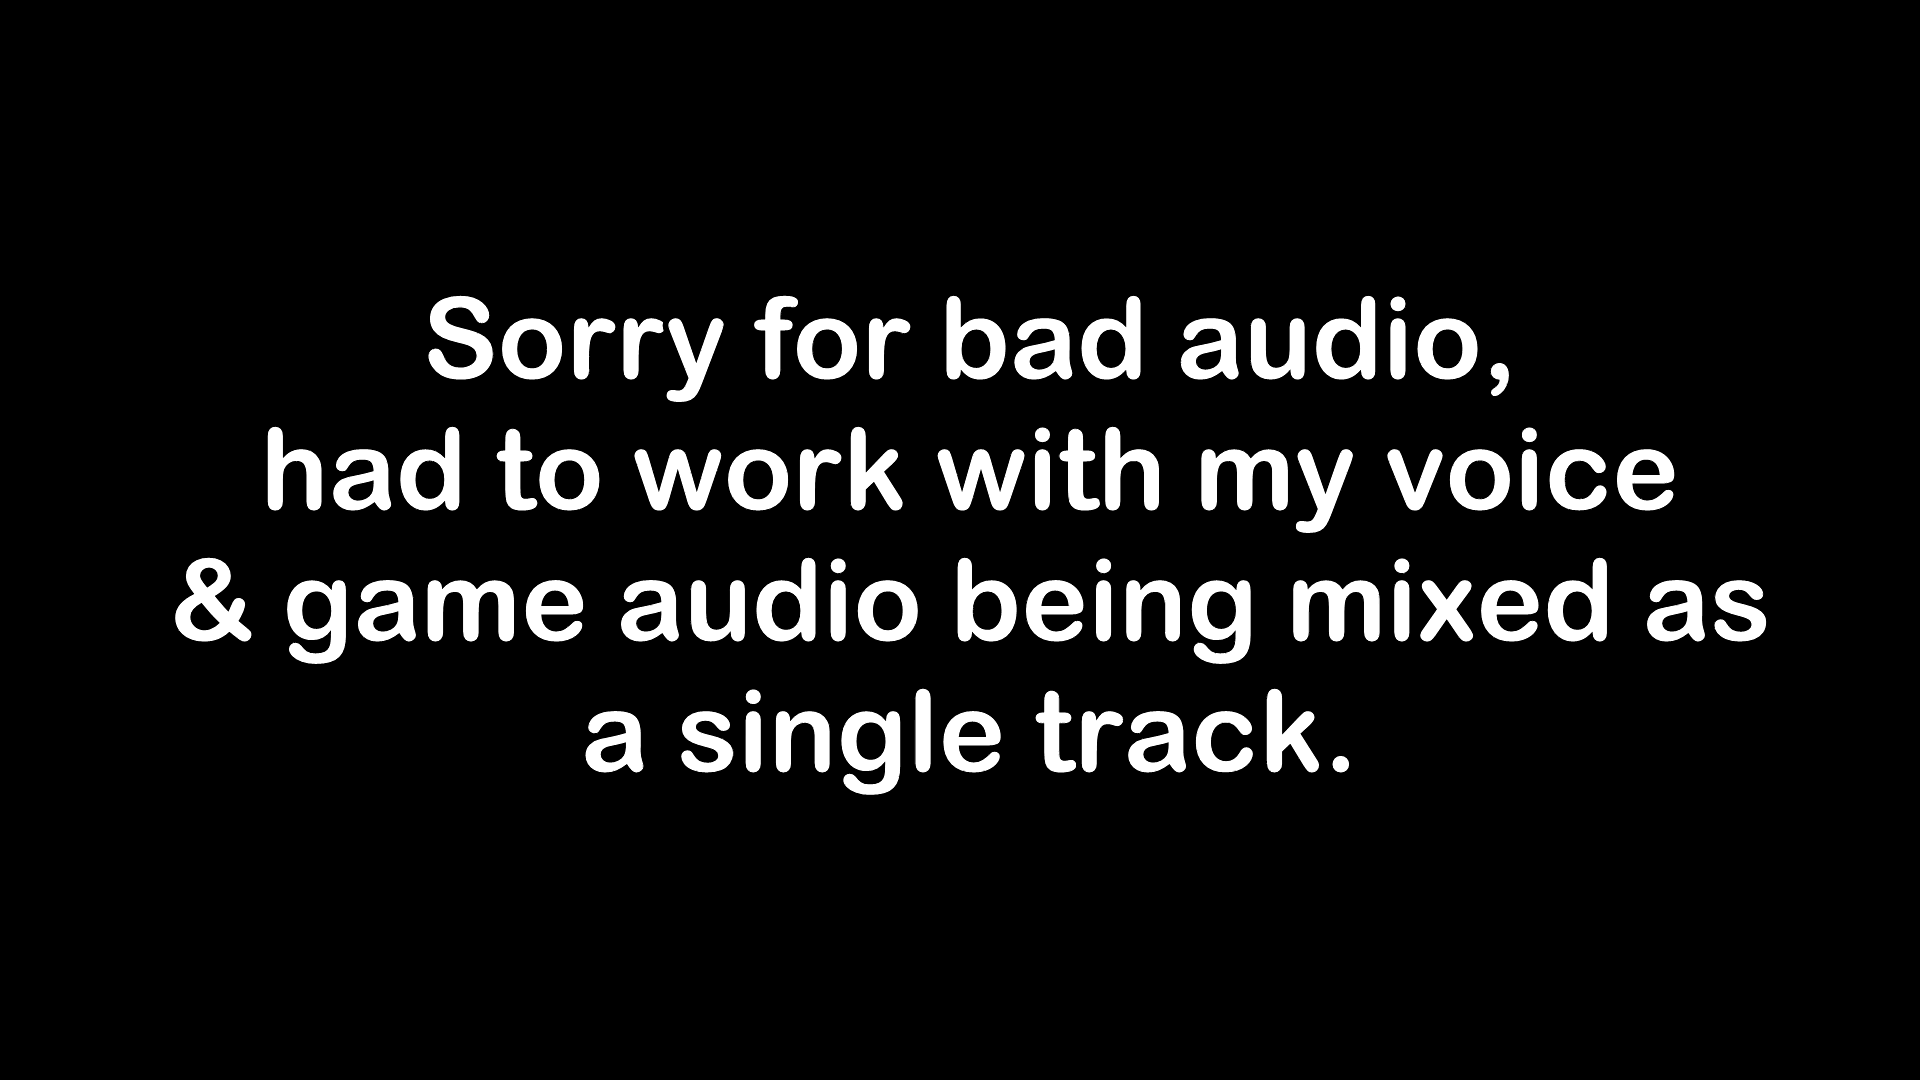 Sorry for bad audio,
had to work with my voice
& game audio being mixed as
a single track.